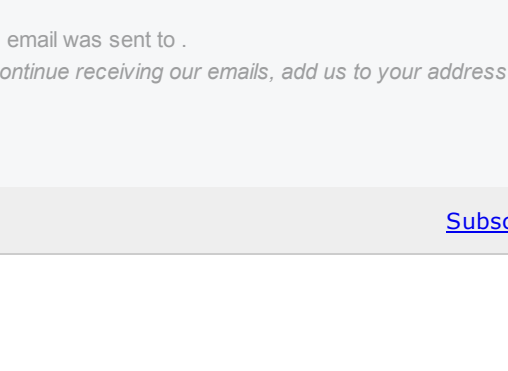 email was sent to .
ontinue receiving our emails, add us to your address
Subsc